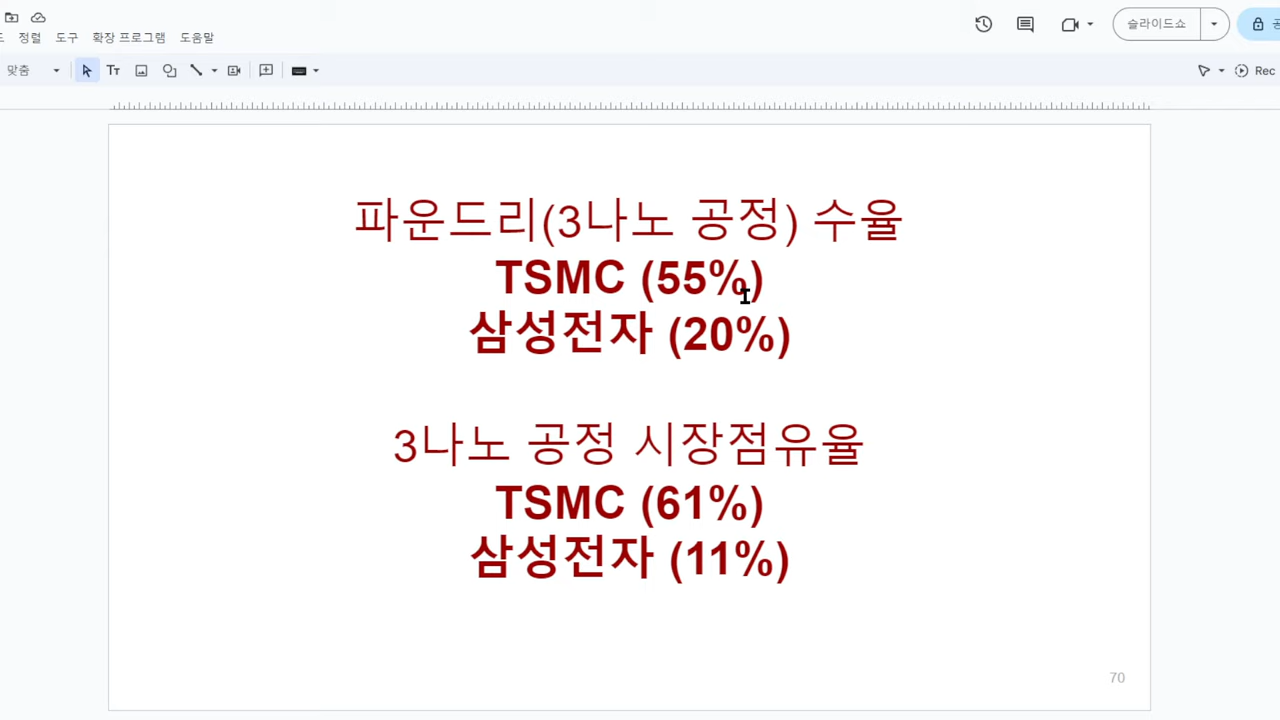 정렬 도구 확장 프로그램 도움말
슬라이드쇼
맞춤
Rec
파운드리(3나노 공정) 수율
TSMC (55%)
삼성전자 (20%)
3나노 공정 시장점유율
TSMC (61%)
삼성전자 (11%)
70